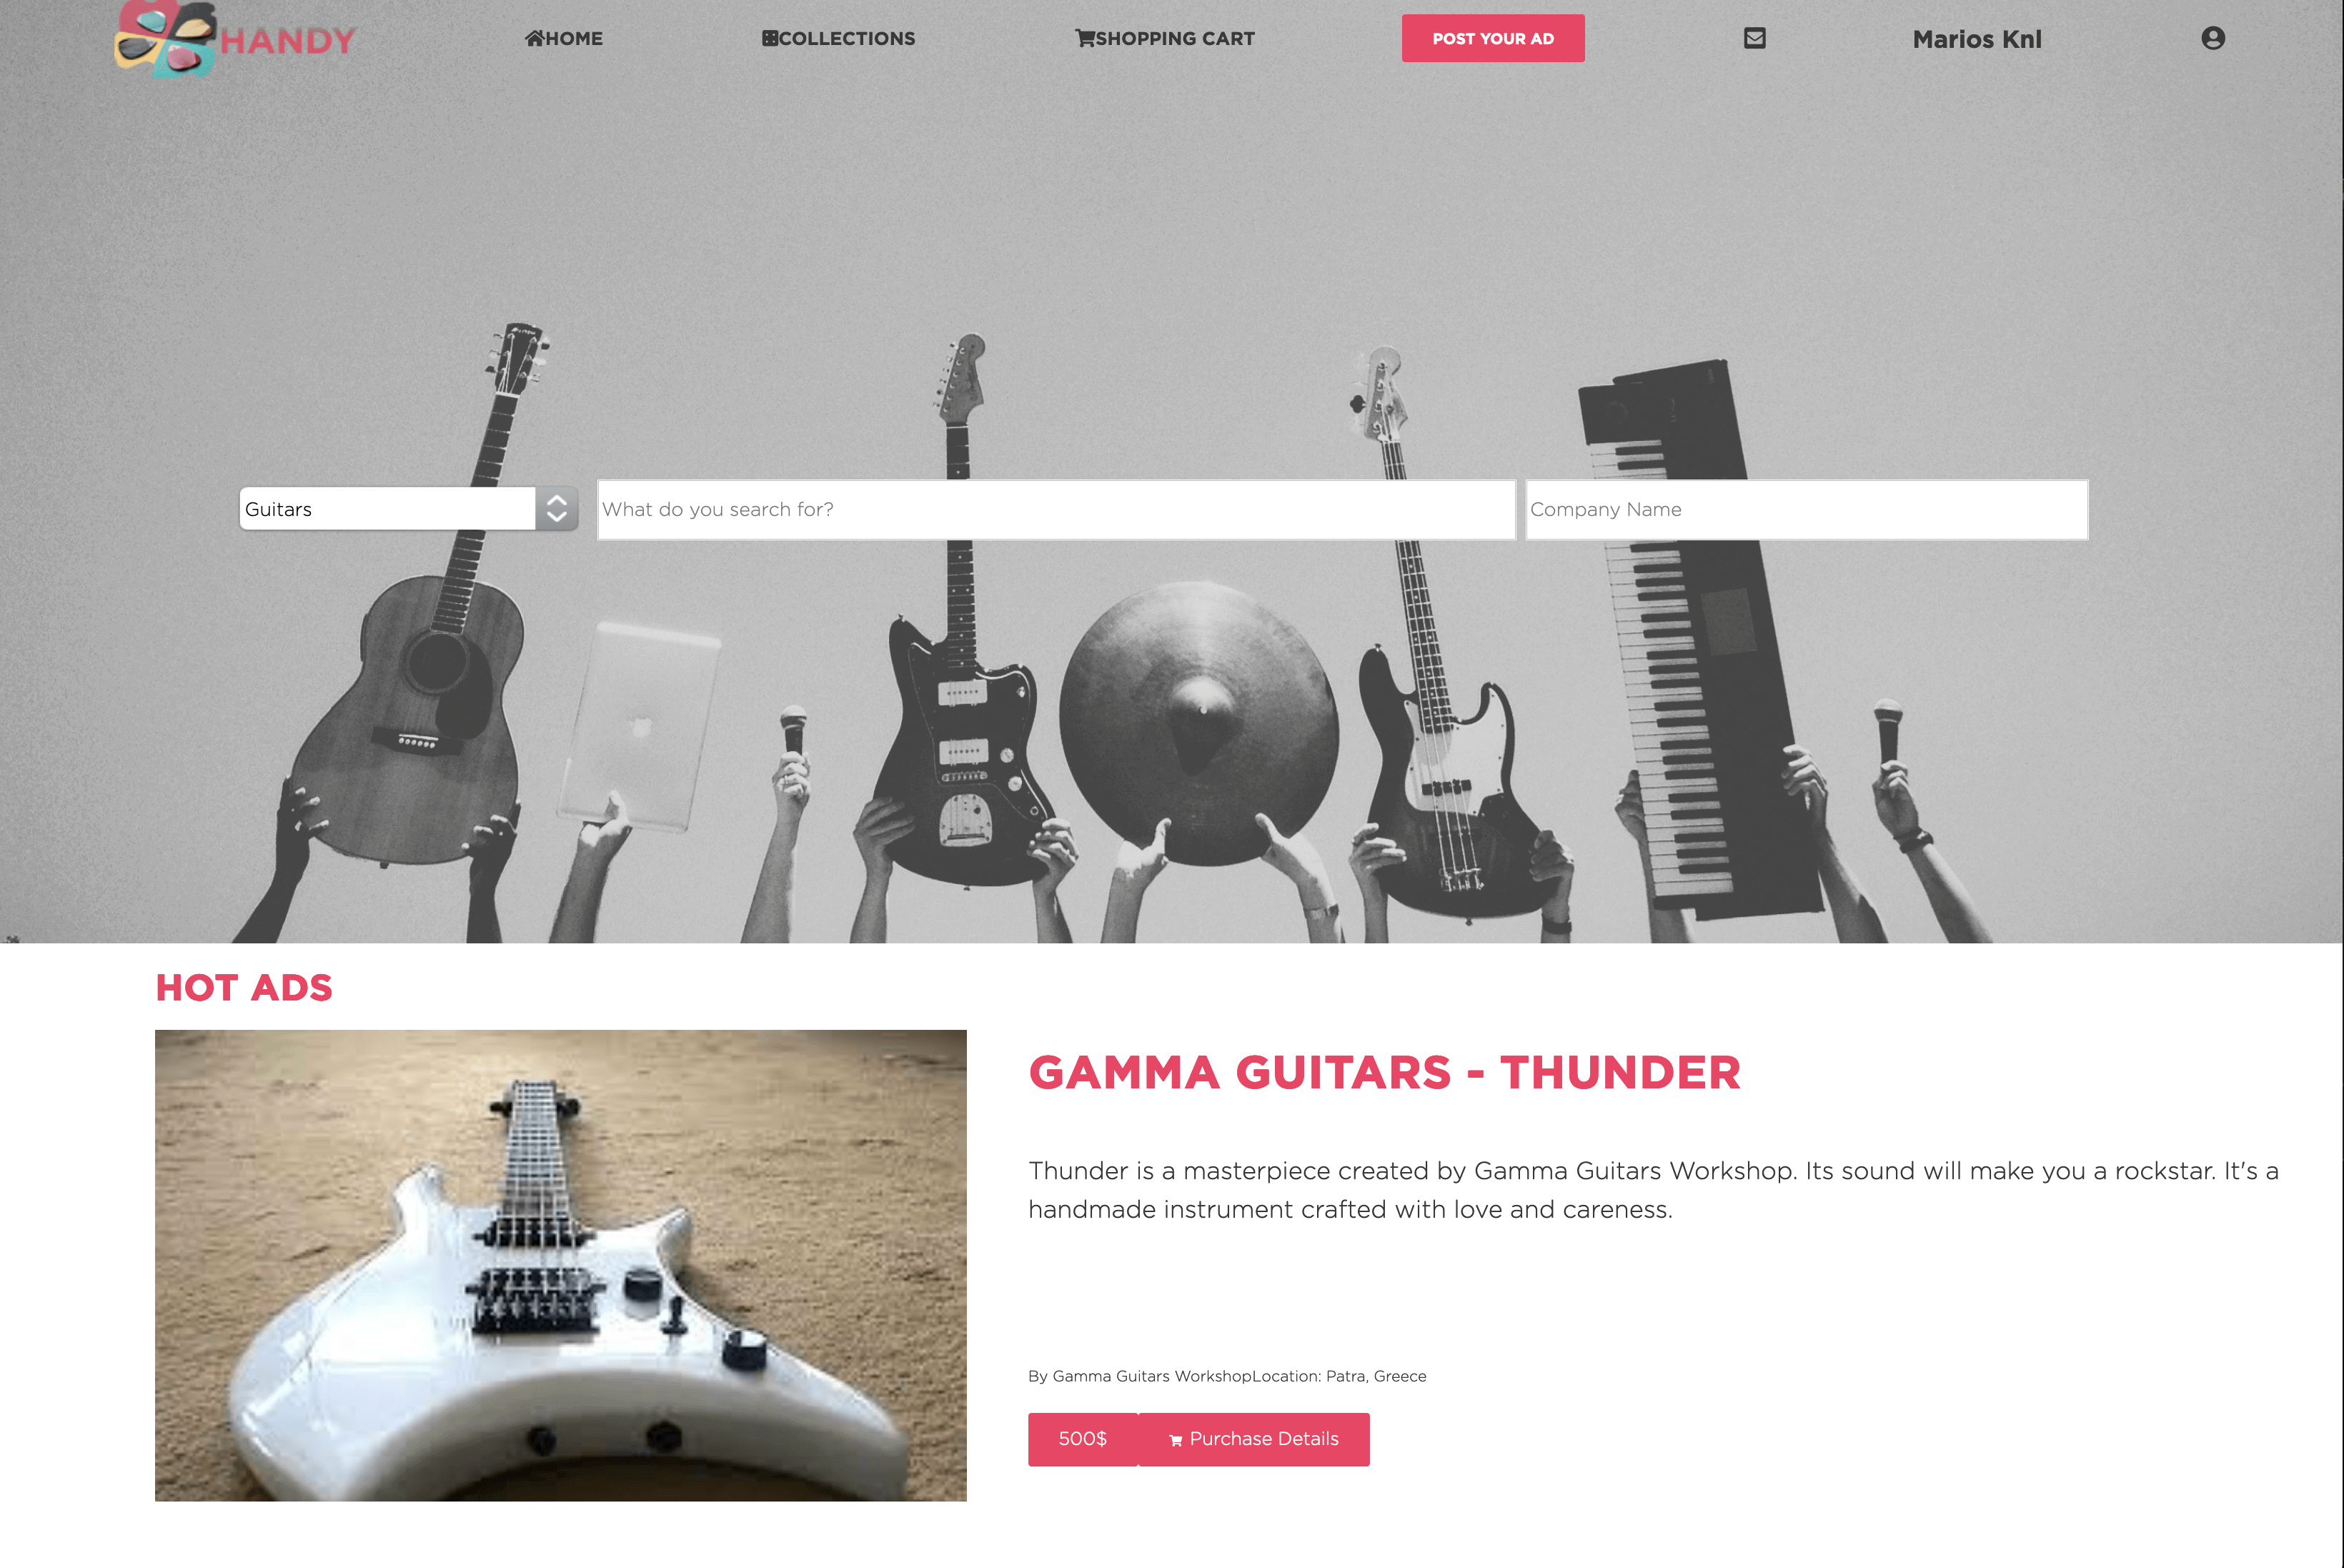 HANDY
HOME
COLLECTIONS
SHOPPING CART
POST YOUR AD
Marios Knl
Guitars
What do you search for?
Company Name
HOT ADS
GAMMA GUITARS - THUNDER
Thunder is a masterpiece created by Gamma Guitars Workshop. Its sound will make you a rockstar. It's a
handmade instrument crafted with love and careness.
By Gamma Guitars WorkshopLocation: Patra, Greece
500$
Purchase Details